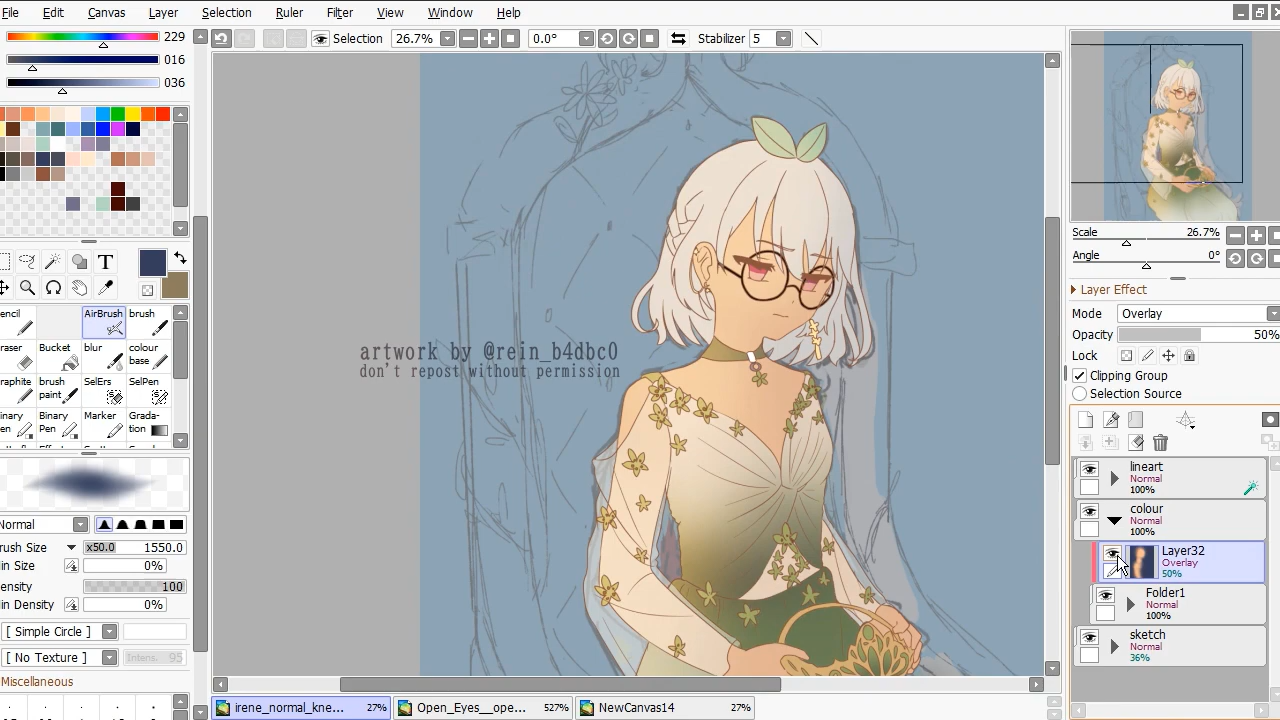 File Edit Canvas Layer Selection Ruler Filter View Window Help
229
016
036
Selection 26.7% 0.0° Stabilizer 5
T
AirBrush brush
Bucket blur colour base
brush paint SelErs SelPen
Binary Pen Marker Grada-tion
Normal
x50.0 1550.0
0%
100
0%
[ Simple Circle ]
[ No Texture ] Intens. 95
Miscellaneous
artwork by @rein_b4dbc0
don't repost without permission
irene_normal_kne... 27%
Open_Eyes__ope... 527%
NewCanvas14 27%
Scale 26.7%
Angle 0°
Layer Effect
Mode Overlay
Opacity 50%
Lock
Clipping Group
Selection Source
lineart
Normal
100%
colour
Normal
100%
Layer32
Overlay
50%
Folder1
Normal
100%
sketch
Normal
36%